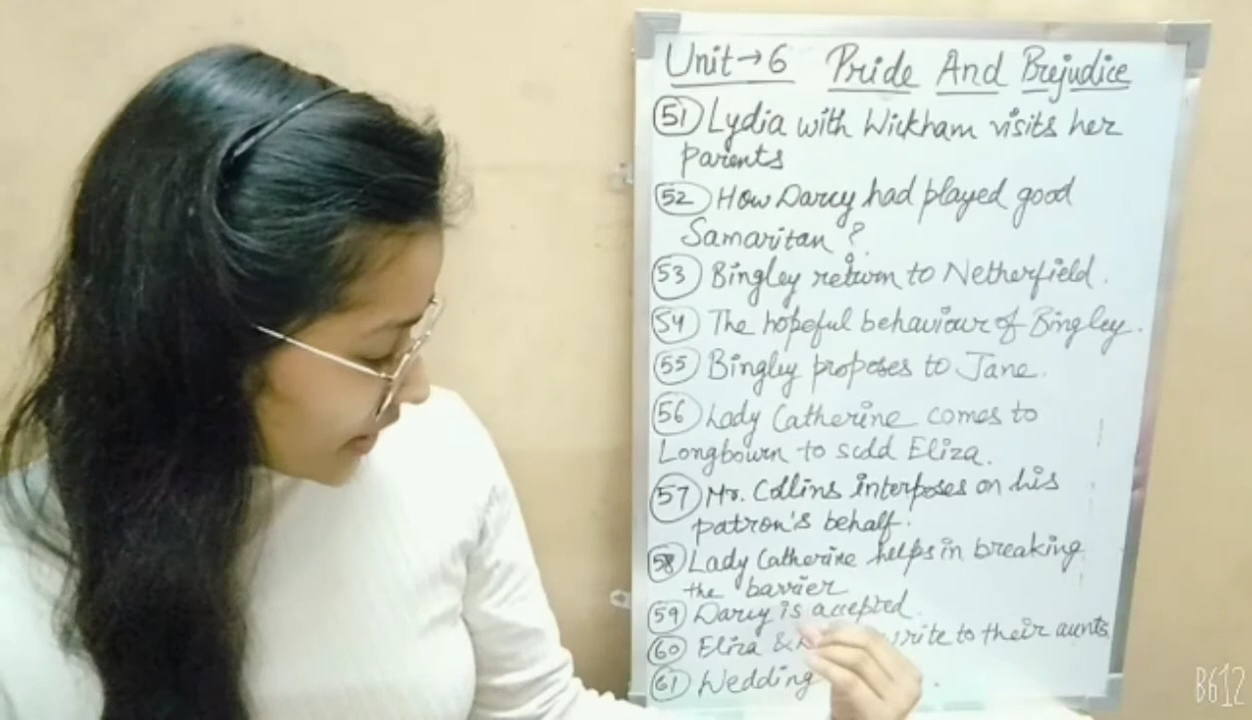 Unit→6 Pride And Prejudice
51 Lydia with Wickham visits her
parents
52 How Darcy had played good
Samaritan ?
53 Bingley return to Netherfield.
54 The hopeful behaviour of Bingley.
55 Bingley proposes to Jane.
56 Lady Catherine comes to
Longbourn to scold Eliza.
57 Mr. Collins interposes on his
patron's behalf.
58 Lady Catherine helps in breaking
the barrier
59 Darcy is accepted.
60 Eliza & write to their aunts
61 Wedding
B612